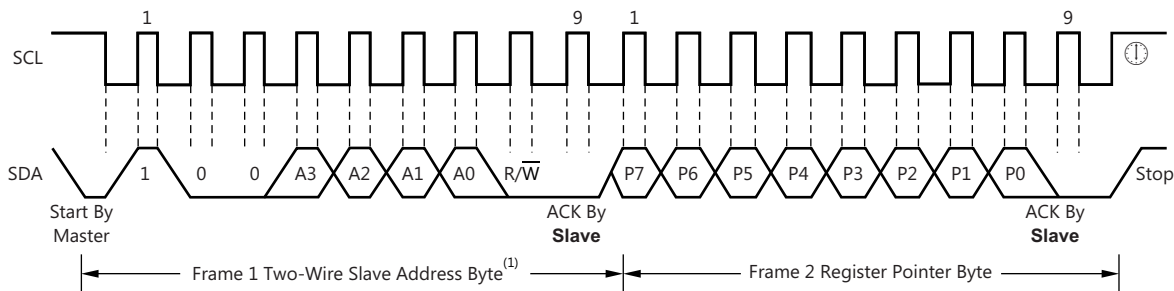 1 9 1 9
SCL
SDA 1 0 0 A3 A2 A1 A0 R/W̅ P7 P6 P5 P4 P3 P2 P1 P0 Stop
Start By Master
ACK By Slave
ACK By Slave
Frame 1 Two-Wire Slave Address Byte(1)
Frame 2 Register Pointer Byte